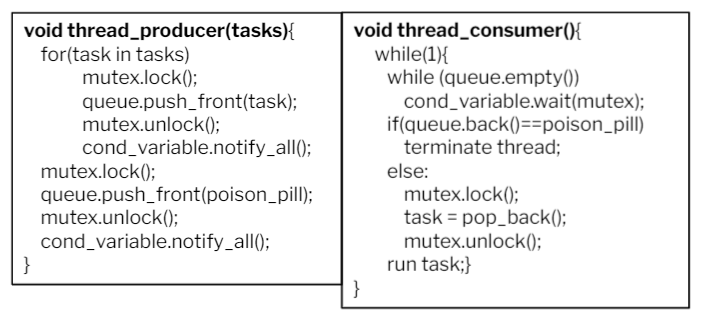 void thread_producer(tasks){
for(task in tasks)
mutex.lock();
queue.push_front(task);
mutex.unlock();
cond_variable.notify_all();
mutex.lock();
queue.push_front(poison_pill);
mutex.unlock();
cond_variable.notify_all();
}
void thread_consumer(){
while(1){
while (queue.empty())
cond_variable.wait(mutex);
if(queue.back()==poison_pill)
terminate thread;
else:
mutex.lock();
task = pop_back();
mutex.unlock();
run task;}
}